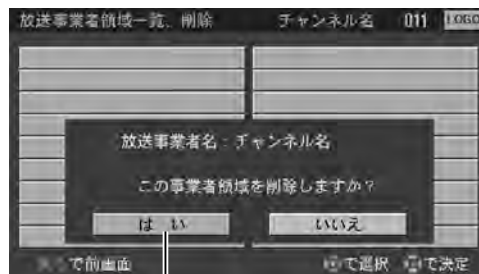 放送事業者領域一覧、削除 チャンネル名 011 LOGO
放送事業者名：チャンネル名
この事業者領域を削除しますか？
は い いいえ
で前画面 で選択 で決定